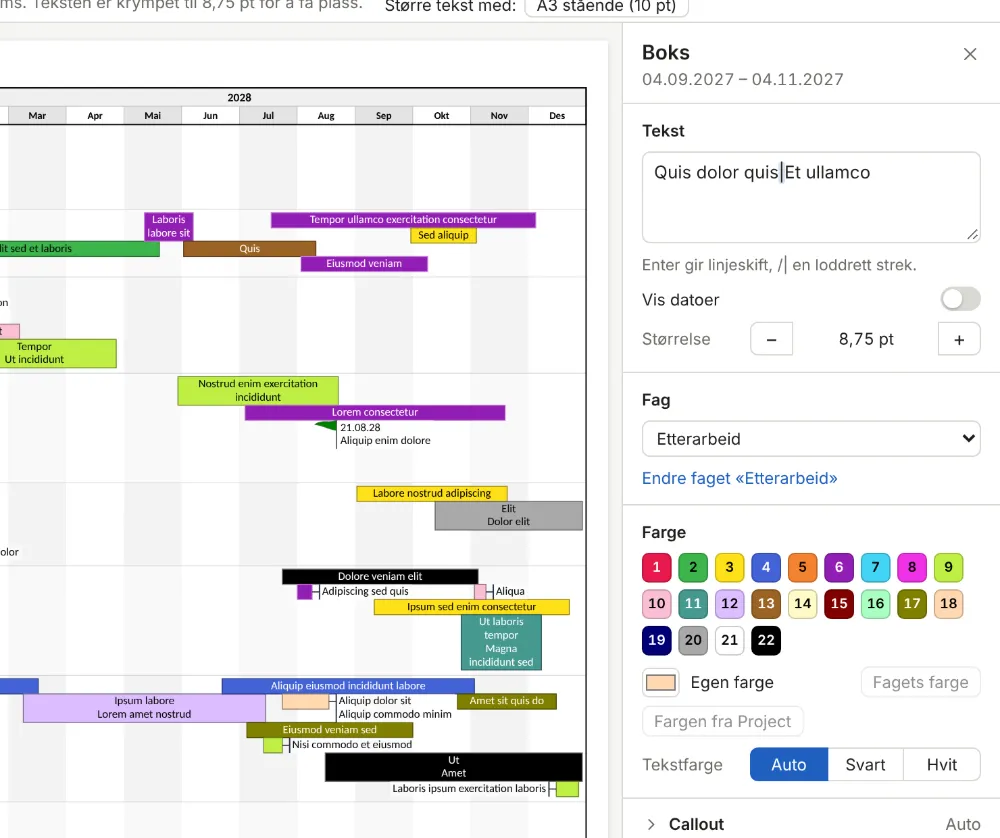 ms. Teksten er krympet til 8,75 pt for å få plass.
Større tekst med:
A3 stående (10 pt)
2028
Mar Apr Mai Jun Jul Aug Sep Okt Nov Des
Laboris
labore sit
Tempor ullamco exercitation consectetur
Sed aliquip
lit sed et laboris
Quis
Eiusmod veniam
on
t
Tempor
Ut incididunt
Nostrud enim exercitation
incididunt
Lorem consectetur
21.08.28
Aliquip enim dolore
Labore nostrud adipiscing
Elit
Dolor elit
olor
Dolore veniam elit
Adipiscing sed quis
Aliqua
Ipsum sed enim consectetur
Ut laboris
tempor
Magna
incididunt sed
Aliquip eiusmod incididunt labore
Ipsum labore
Lorem amet nostrud
Aliquip dolor sit
Aliquip commodo minim
Amet sit quis do
Eiusmod veniam sed
Nisi commodo et eiusmod
Ut
Amet
Laboris ipsum exercitation laboris
Boks
04.09.2027 – 04.11.2027
Tekst
Quis dolor quis|Et ullamco
Enter gir linjeskift, /| en loddrett strek.
Vis datoer
Størrelse – 8,75 pt +
Fag
Etterarbeid
Endre faget «Etterarbeid»
Farge
1 2 3 4 5 6 7 8 9
10 11 12 13 14 15 16 17 18
19 20 21 22
Egen farge
Fagets farge
Fargen fra Project
Tekstfarge Auto Svart Hvit
Callout Auto